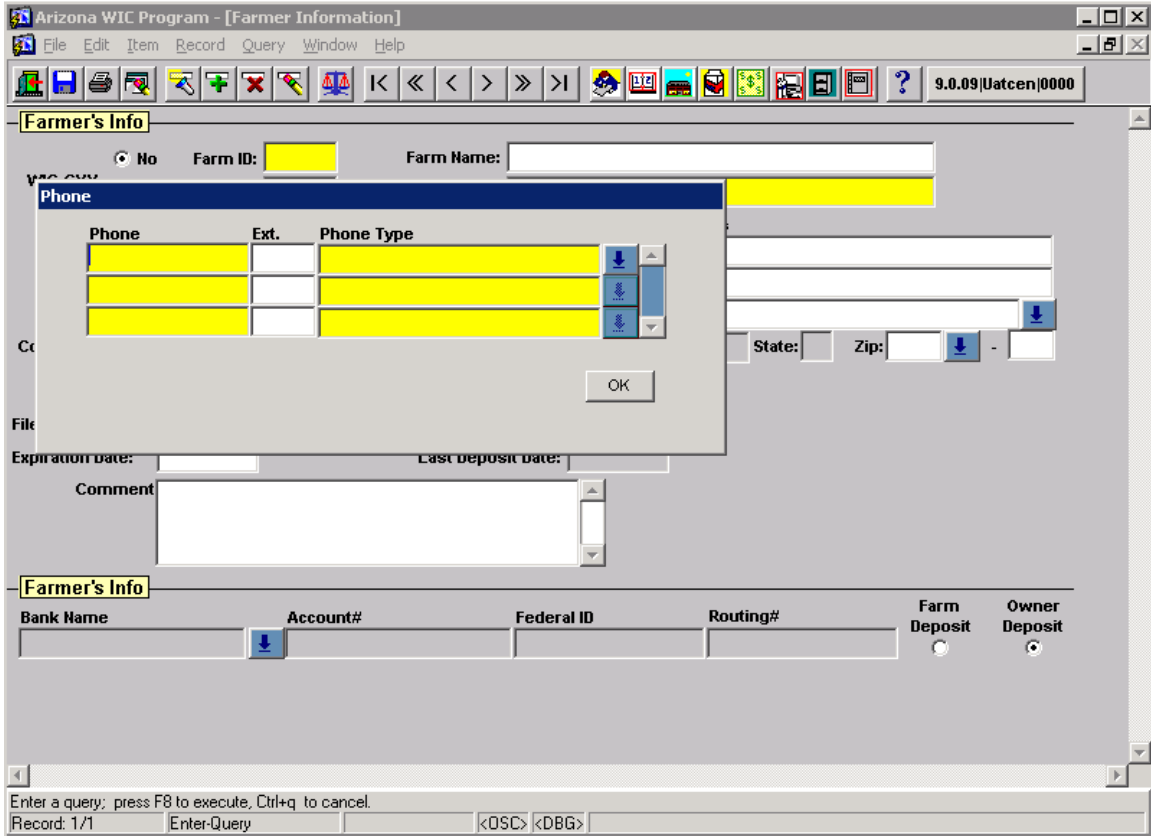 Arizona WIC Program - [Farmer Information]
File Edit Item Record Query Window Help
9.0.09|Uatcen|0000
Farmer's Info
No Farm ID: Farm Name:
Phone
Phone Ext. Phone Type
State: Zip: -
OK
File
Expiration Date: Last Deposit Date:
Comment
Farmer's Info
Bank Name Account# Federal ID Routing# Farm Deposit Owner Deposit
Enter a query; press F8 to execute, Ctrl+q to cancel.
Record: 1/1 Enter-Query <OSC> <DBG>